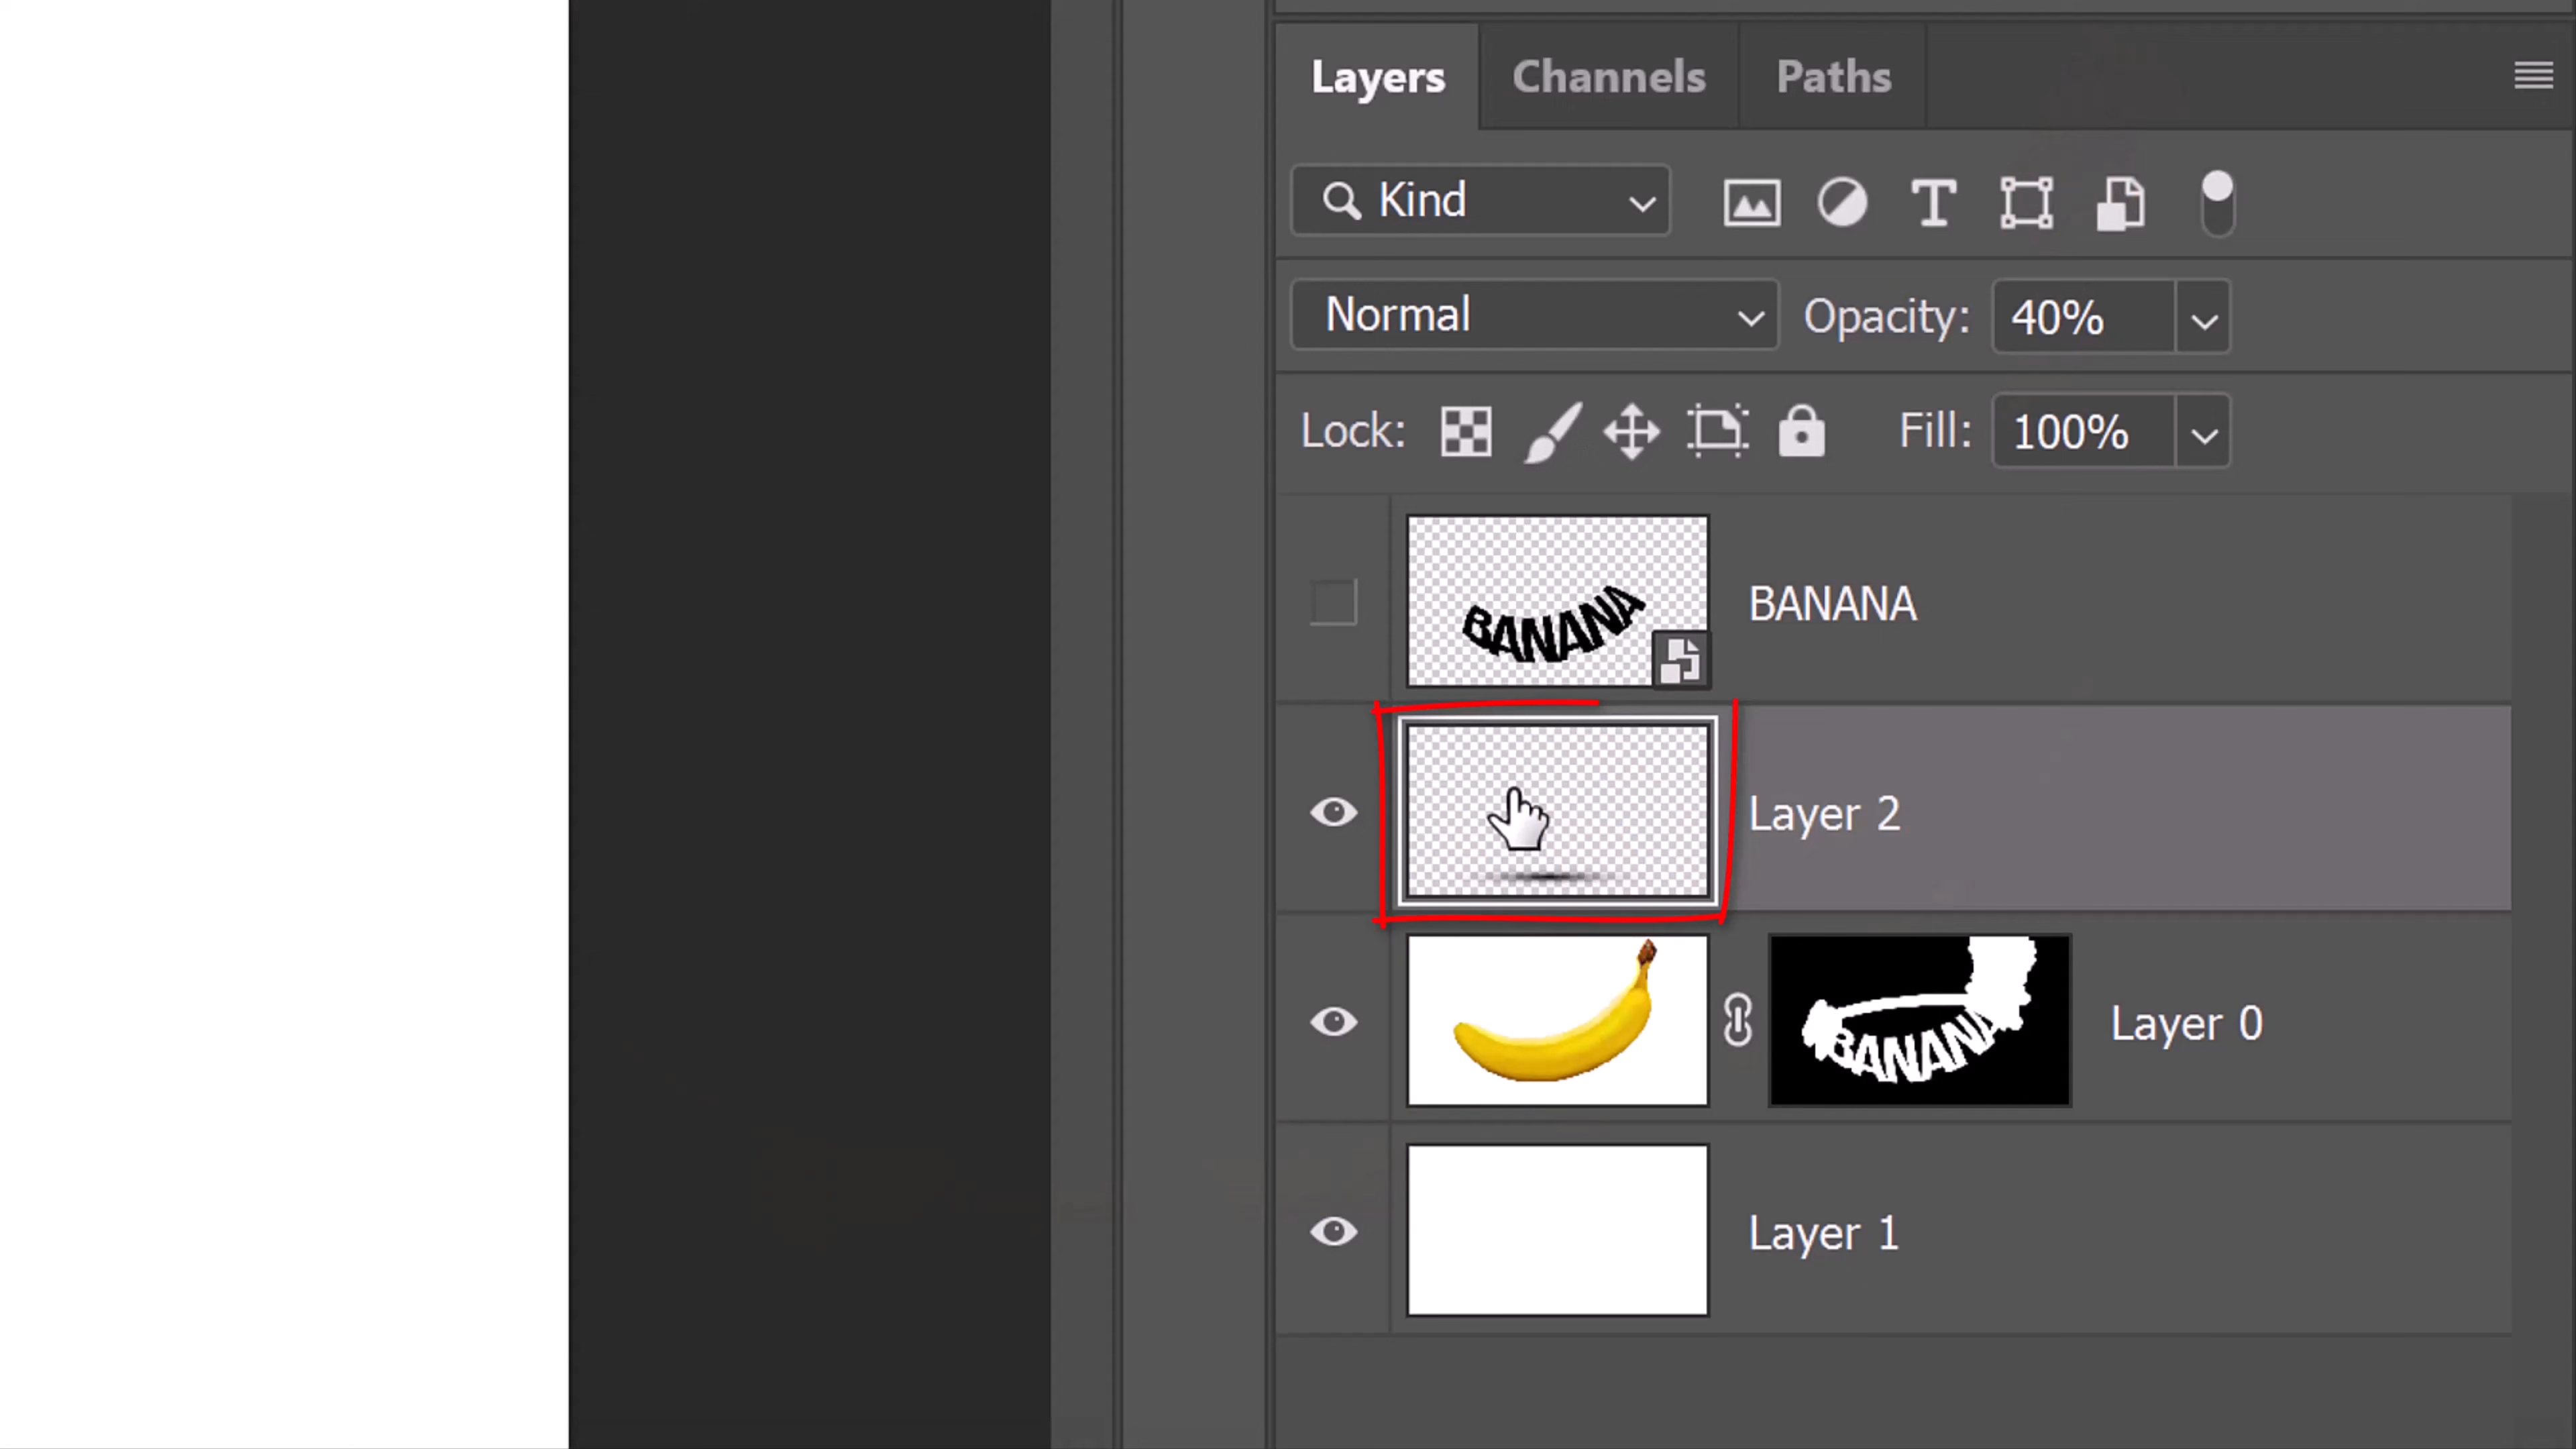 Layers Channels Paths
Kind
Normal Opacity: 40%
Lock: Fill: 100%
BANANA BANANA
Layer 2
BANANA Layer 0
Layer 1